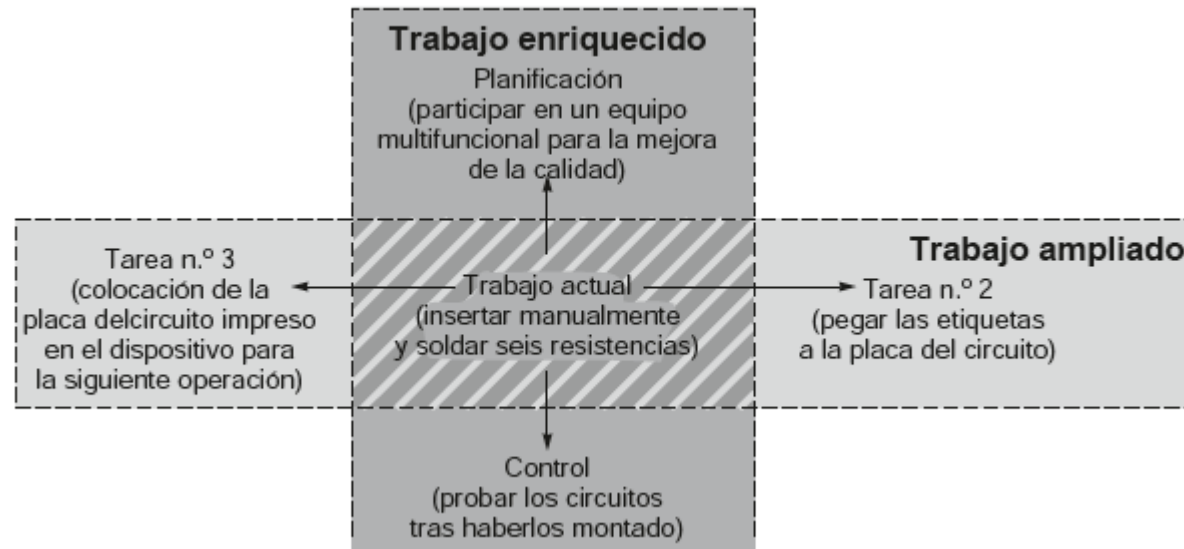 Trabajo enriquecido
Planificación
(participar en un equipo
multifuncional para la mejora
de la calidad)
Tarea n.º 3
(colocación de la
placa delcircuito impreso
en el dispositivo para
la siguiente operación)
Trabajo actual
(insertar manualmente
y soldar seis resistencias)
Trabajo ampliado
Tarea n.º 2
(pegar las etiquetas
a la placa del circuito)
Control
(probar los circuitos
tras haberlos montado)